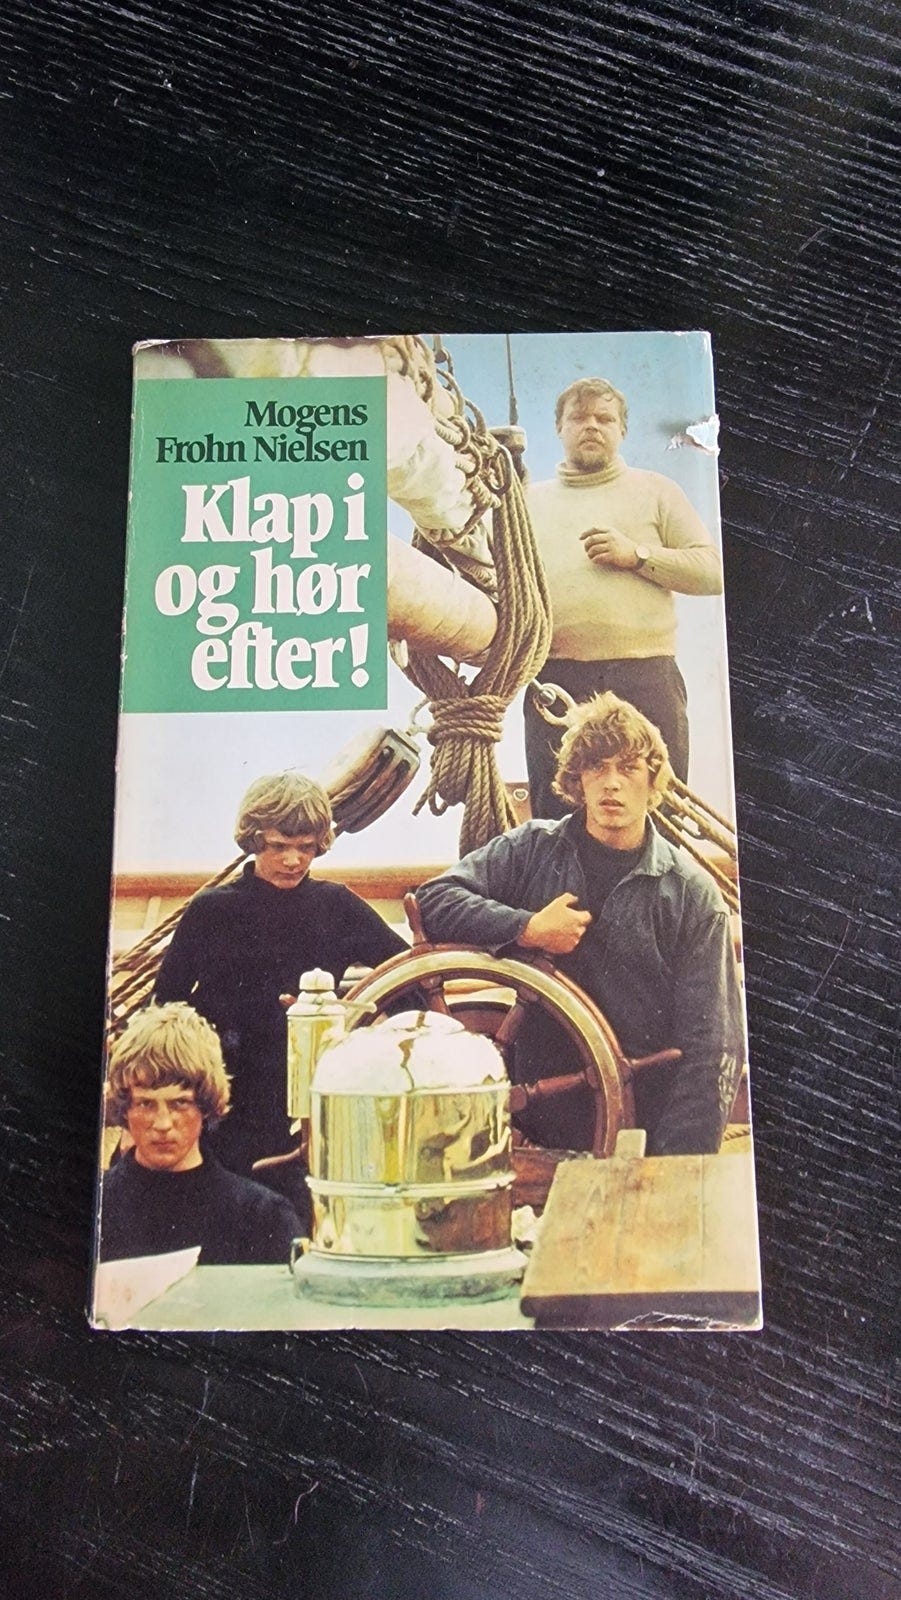 Mogens
Frohn Nielsen
Klap i
og hør
efter!